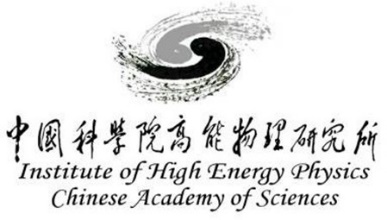 中国科學院高能物理研究所
Institute of High Energy Physics
Chinese Academy of Sciences